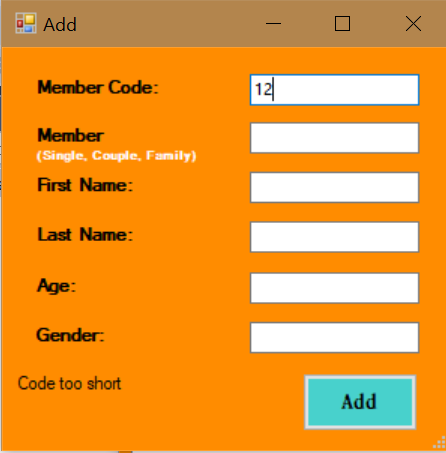 Add
Member Code:
12
Member
(Single, Couple, Family)
First Name:
Last Name:
Age:
Gender:
Code too short
Add